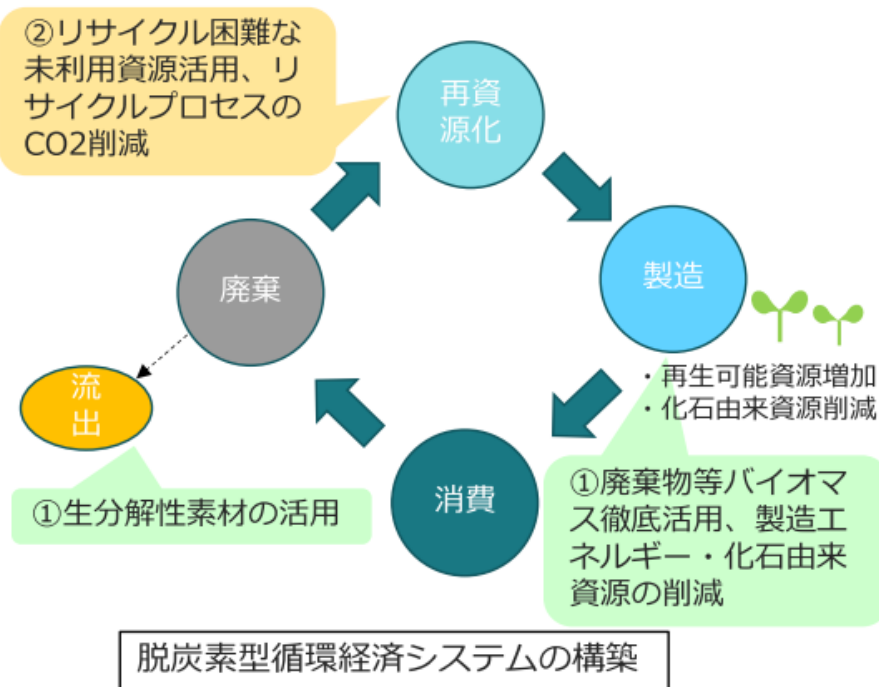 ②リサイクル困難な
未利用資源活用、リ
サイクルプロセスの
CO2削減
再資
源化
製造
・再生可能資源増加
・化石由来資源削減
廃棄
流
出
①生分解性素材の活用
消費
①廃棄物等バイオマ
ス徹底活用、製造エ
ネルギー・化石由来
資源の削減
脱炭素型循環経済システムの構築